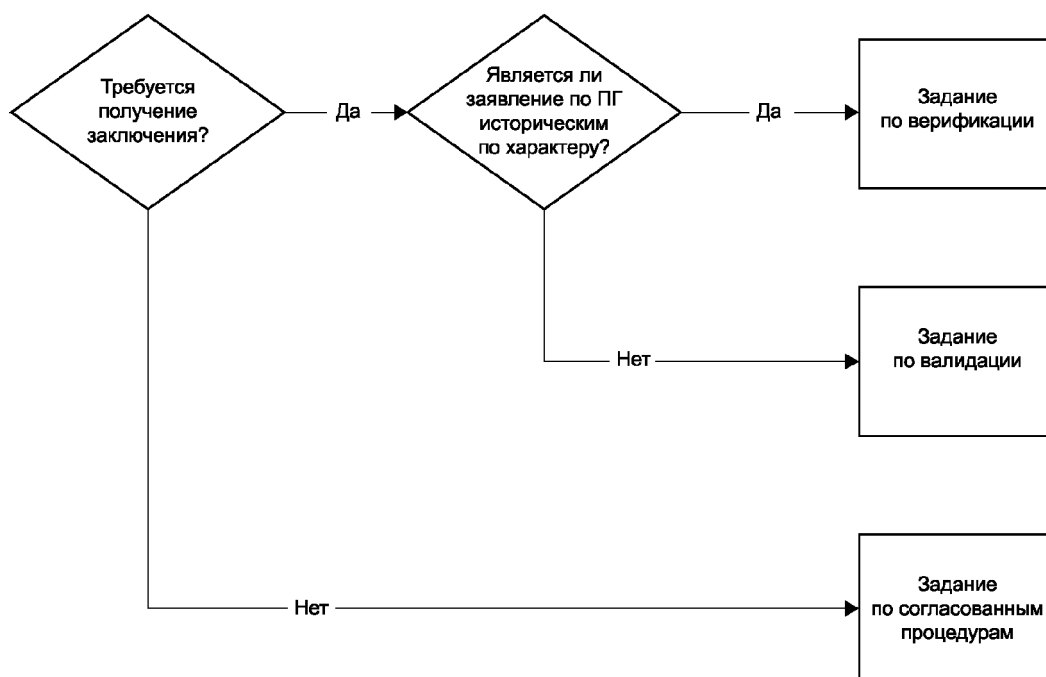 Требуется
получение
заключения?
Да
Является ли
заявление по ПГ
историческим
по характеру?
Да
Задание
по верификации
Нет
Задание
по валидации
Нет
Задание
по согласованным
процедурам